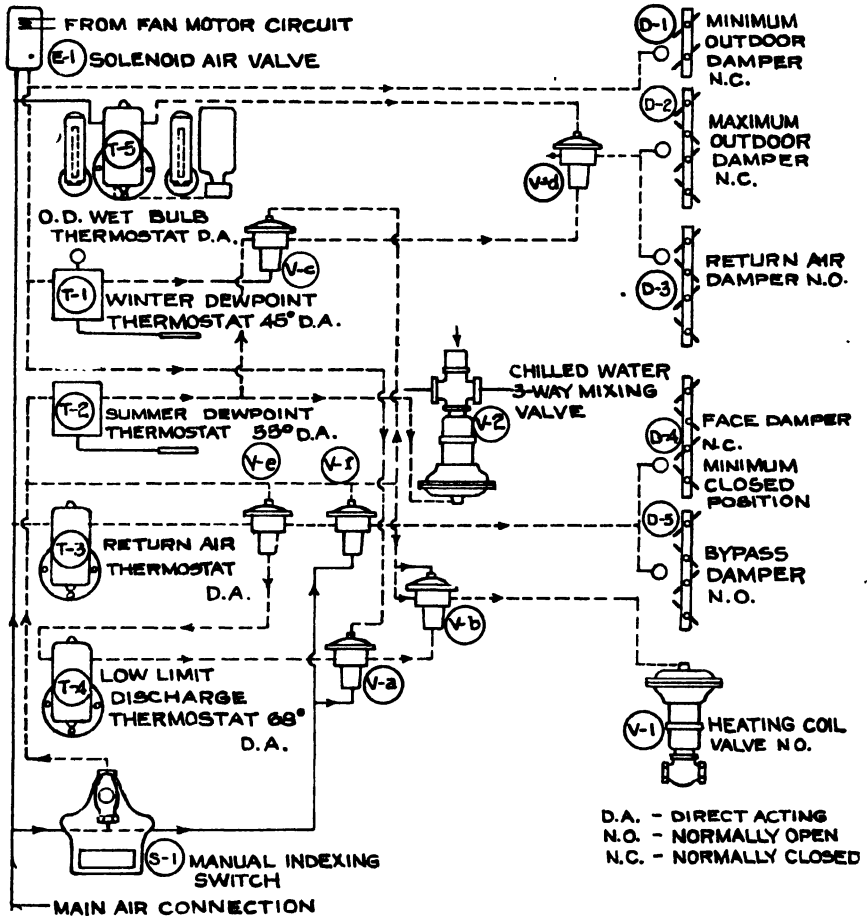 FROM FAN MOTOR CIRCUIT
E-1 SOLENOID AIR VALVE
D-1
MINIMUM
OUTDOOR
DAMPER
N.C.
D-2
MAXIMUM
OUTDOOR
DAMPER
N.C.
T-5
V-d
O.D. WET BULB
THERMOSTAT D.A.
V-c
D-3
RETURN AIR
DAMPER N.O.
T-1
WINTER DEWPOINT
THERMOSTAT 45° D.A.
CHILLED WATER
3-WAY MIXING
VALVE
V-2
T-2
SUMMER DEWPOINT
THERMOSTAT 55° D.A.
D-4
FACE DAMPER
N.C.
MINIMUM
CLOSED
POSITION
V-e
V-f
T-3
RETURN AIR
THERMOSTAT
D.A.
D-5
BYPASS
DAMPER
N.O.
V-b
T-4
LOW LIMIT
DISCHARGE
THERMOSTAT 68°
D.A.
V-a
V-1
HEATING COIL
VALVE N.O.
S-1
MANUAL INDEXING
SWITCH
D.A. - DIRECT ACTING
N.O. - NORMALLY OPEN
N.C. - NORMALLY CLOSED
MAIN AIR CONNECTION